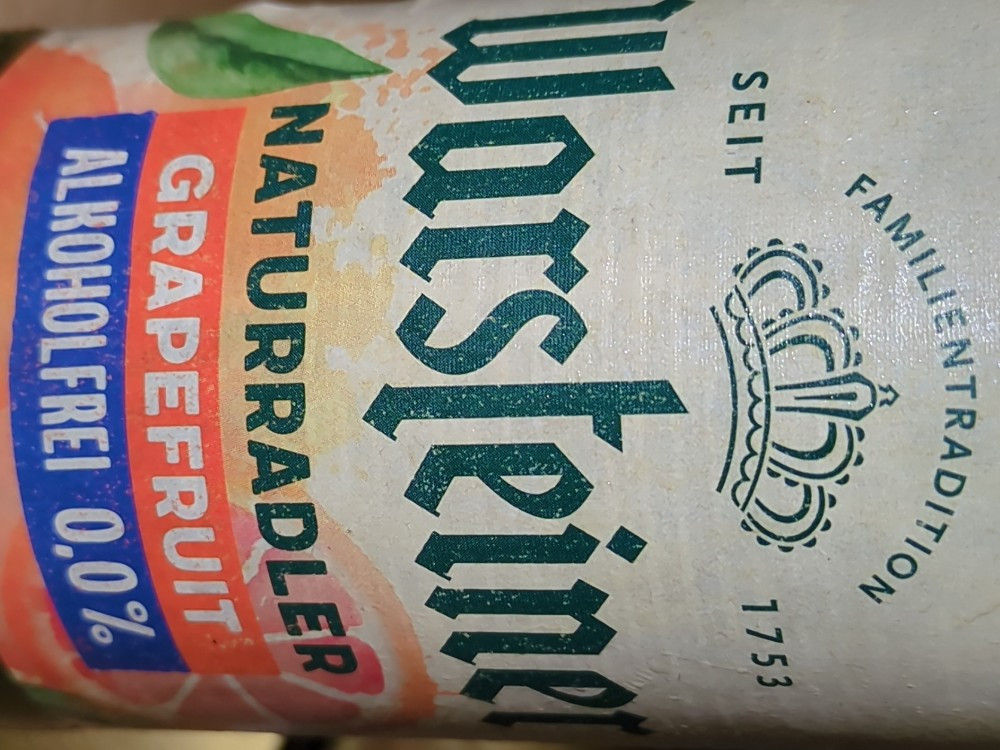 FAMILIENTRADITION
SEIT 1753
Warsteiner
NATURRADLER
GRAPEFRUIT
ALKOHOLFREI 0,0%